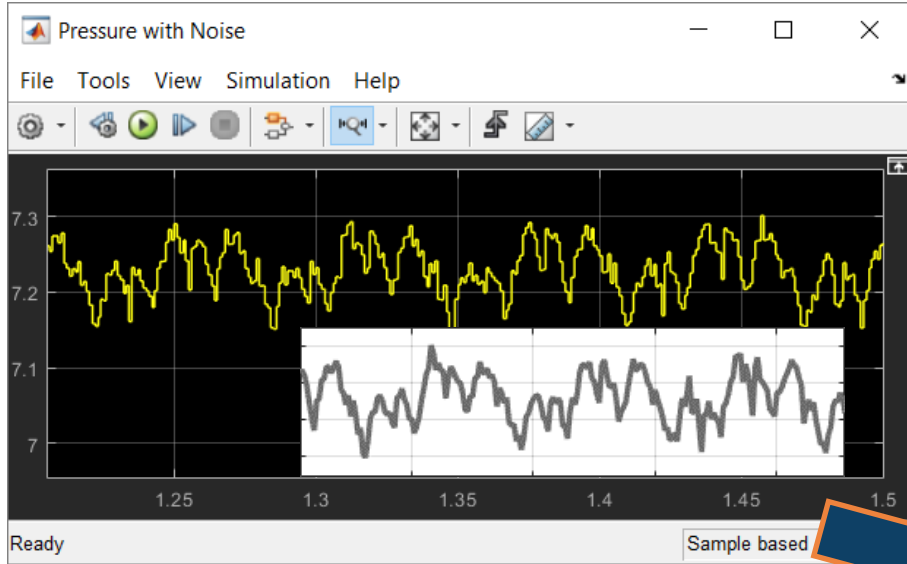 Pressure with Noise
File Tools View Simulation Help
7.3
7.2
7.1
7
1.25 1.3 1.35 1.4 1.45 1.5
Ready Sample based